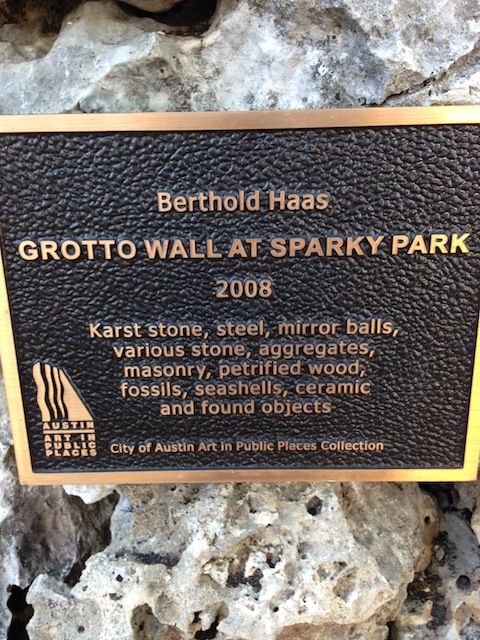 Berthold Haas
GROTTO WALL AT SPARKY PARK
2008
Karst stone, steel, mirror balls,
various stone, aggregates,
masonry, petrified wood,
fossils, seashells, ceramic
and found objects
AUSTIN
ART IN
PUBLIC
PLACES
City of Austin Art in Public Places Collection